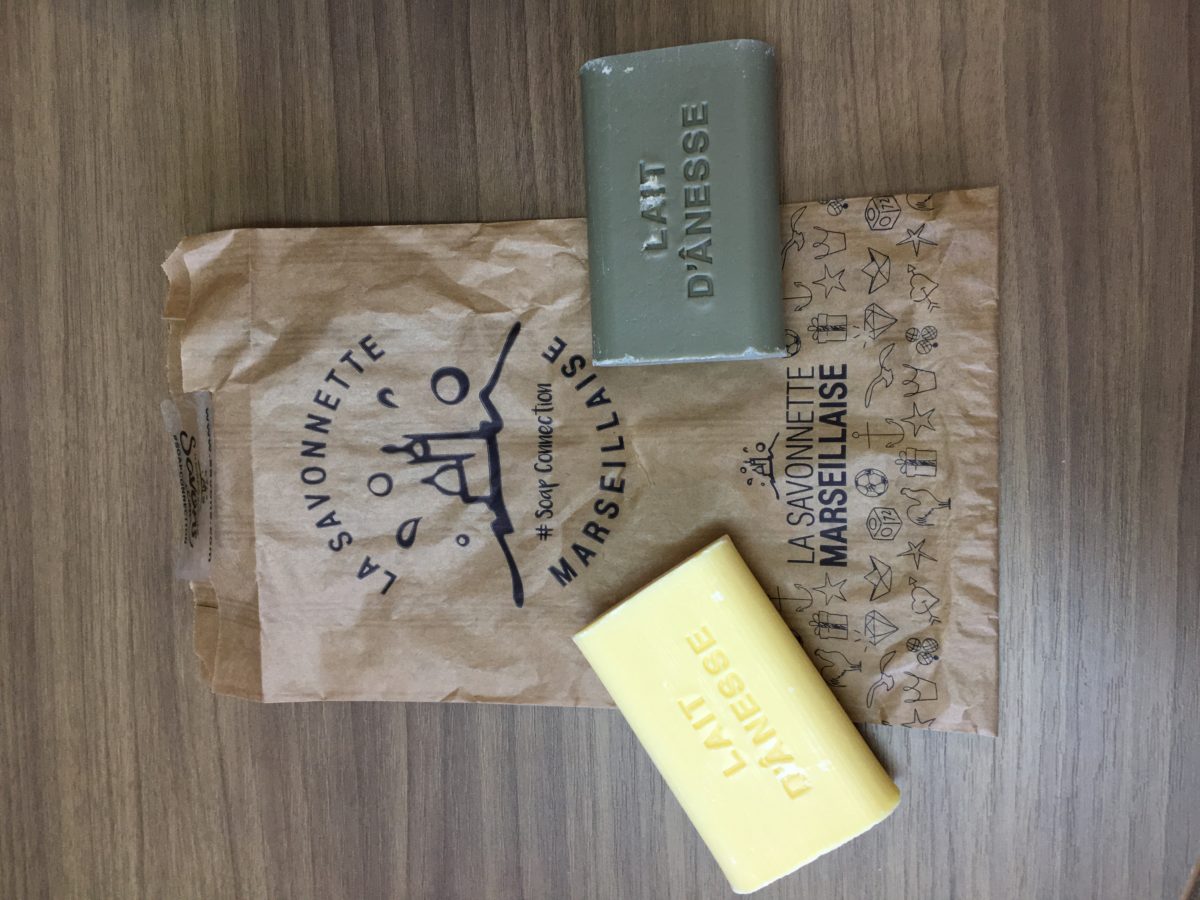 LA SAVONNETTE
# Soap Connection
MARSEILLAISE
LAIT
D'ÂNESSE
LA SAVONNETTE
MARSEILLAISE
LAIT
D'ÂNESSE